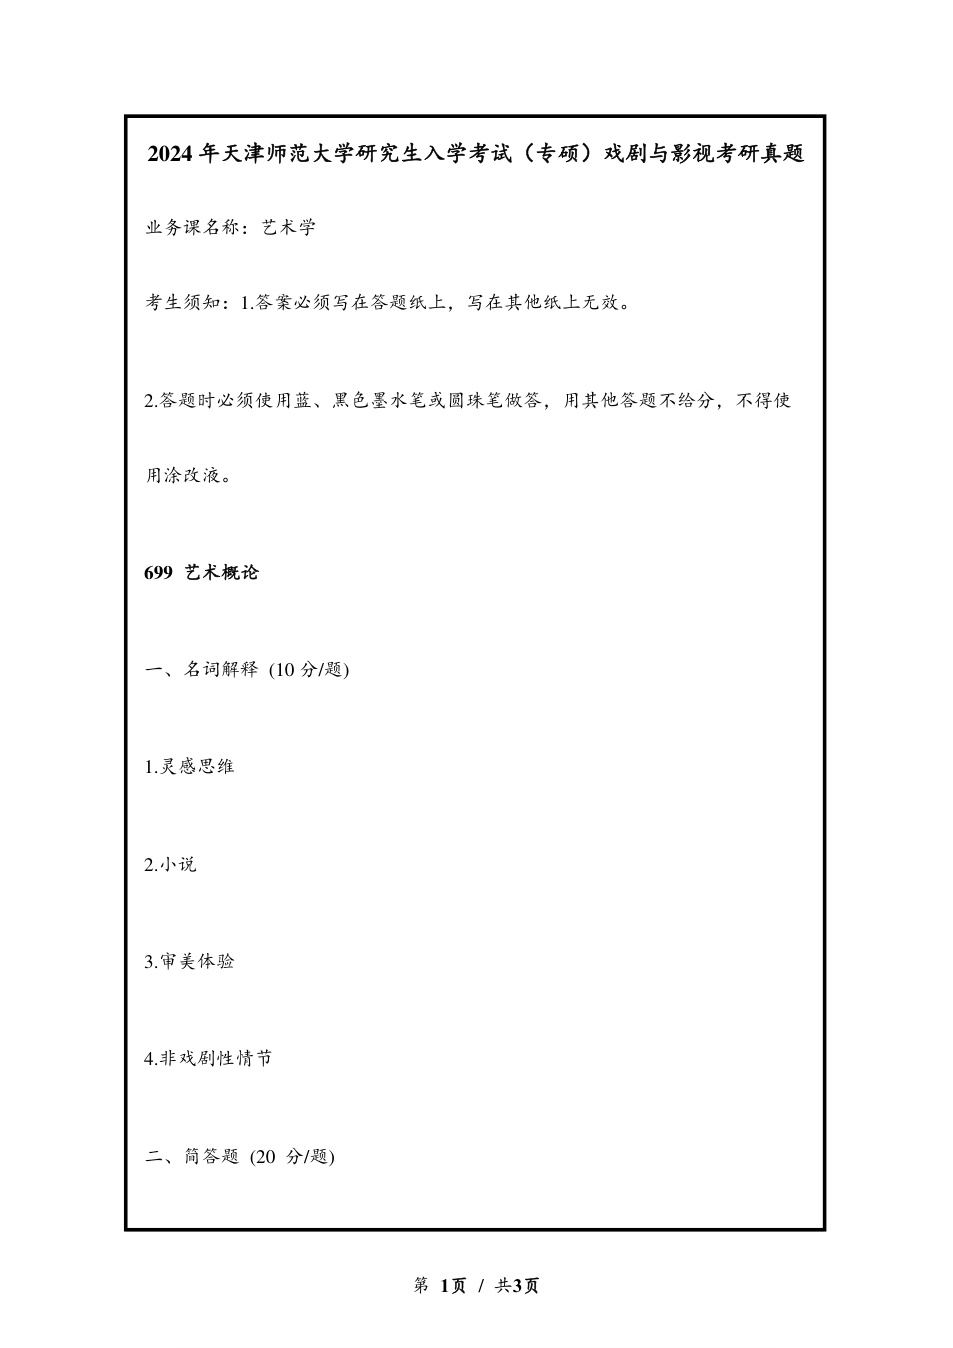 2024 年天津师范大学研究生入学考试（专硕）戏剧与影视考研真题
业务课名称：艺术学
考生须知：1.答案必须写在答题纸上，写在其他纸上无效。
2.答题时必须使用蓝、黑色墨水笔或圆珠笔做答，用其他答题不给分，不得使
用涂改液。
699 艺术概论
一、名词解释 (10 分/题)
1.灵感思维
2.小说
3.审美体验
4.非戏剧性情节
二、简答题 (20 分/题)
第 1页 / 共3页